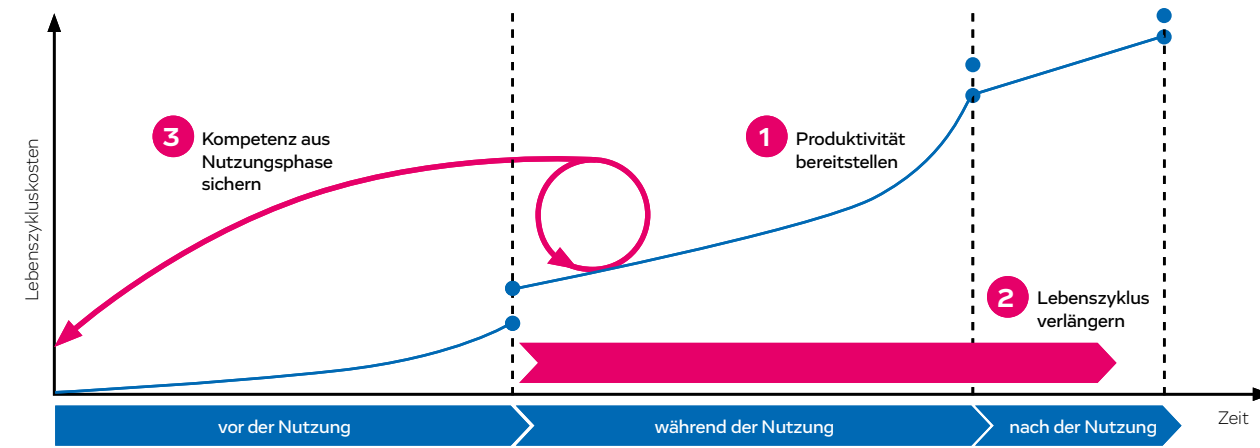 Lebenszykluskosten
3
Kompetenz aus
Nutzungsphase
sichern
1
Produktivität
bereitstellen
2
Lebenszyklus
verlängern
vor der Nutzung
während der Nutzung
nach der Nutzung
Zeit